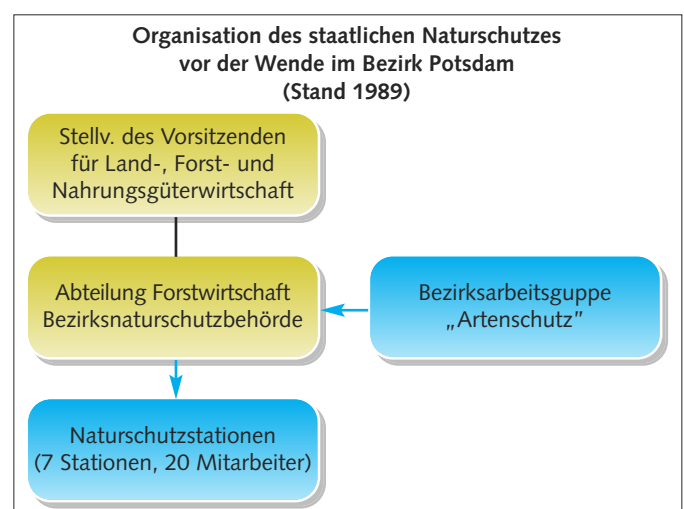 Organisation des staatlichen Naturschutzes
vor der Wende im Bezirk Potsdam
(Stand 1989)
Stellv. des Vorsitzenden
für Land-, Forst- und
Nahrungsgüterwirtschaft
Abteilung Forstwirtschaft
Bezirksnaturschutzbehörde
Bezirksarbeitsguppe
„Artenschutz”
Naturschutzstationen
(7 Stationen, 20 Mitarbeiter)